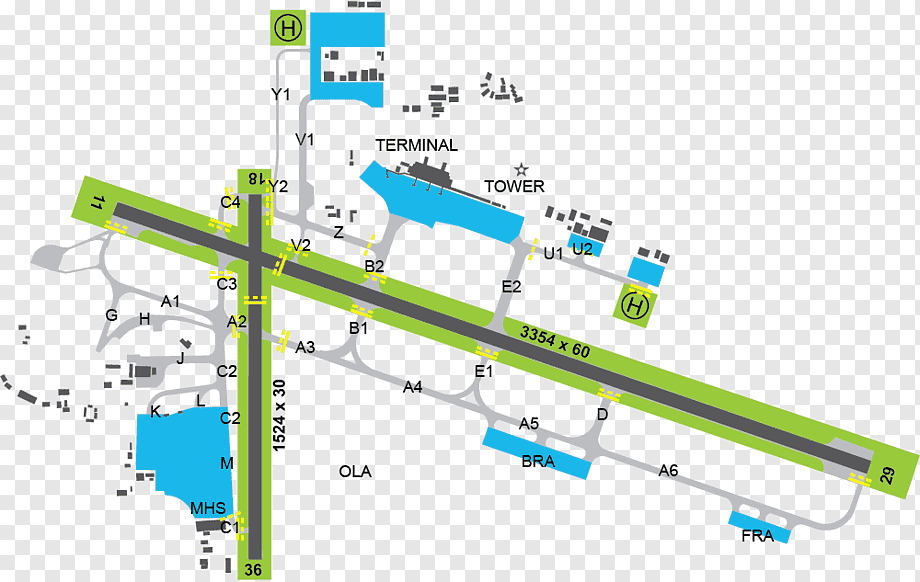 H
Y1
V1
TERMINAL
TOWER
18
Y2
C4
11
Z
V2
U1
U2
B2
C3
E2
H
A1
G
H
A2
B1
3354 x 60
A3
J
C2
E1
A4
L
K
C2
1524 x 30
D
A5
M
OLA
BRA
A6
29
MHS
C1
FRA
36